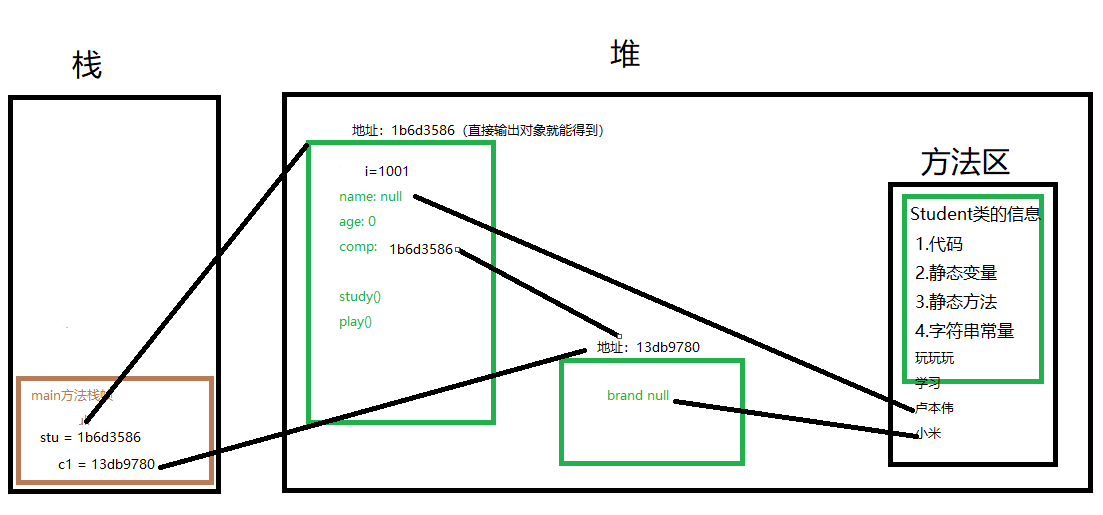 栈
堆
地址：1b6d3586（直接输出对象就能得到）
i=1001
name: null
age: 0
comp: 1b6d3586
study()
play()
地址：13db9780
brand null
方法区
Student类的信息
1.代码
2.静态变量
3.静态方法
4.字符串常量
玩玩玩
学习
卢本伟
小米
main方法栈帧
stu = 1b6d3586
c1 = 13db9780